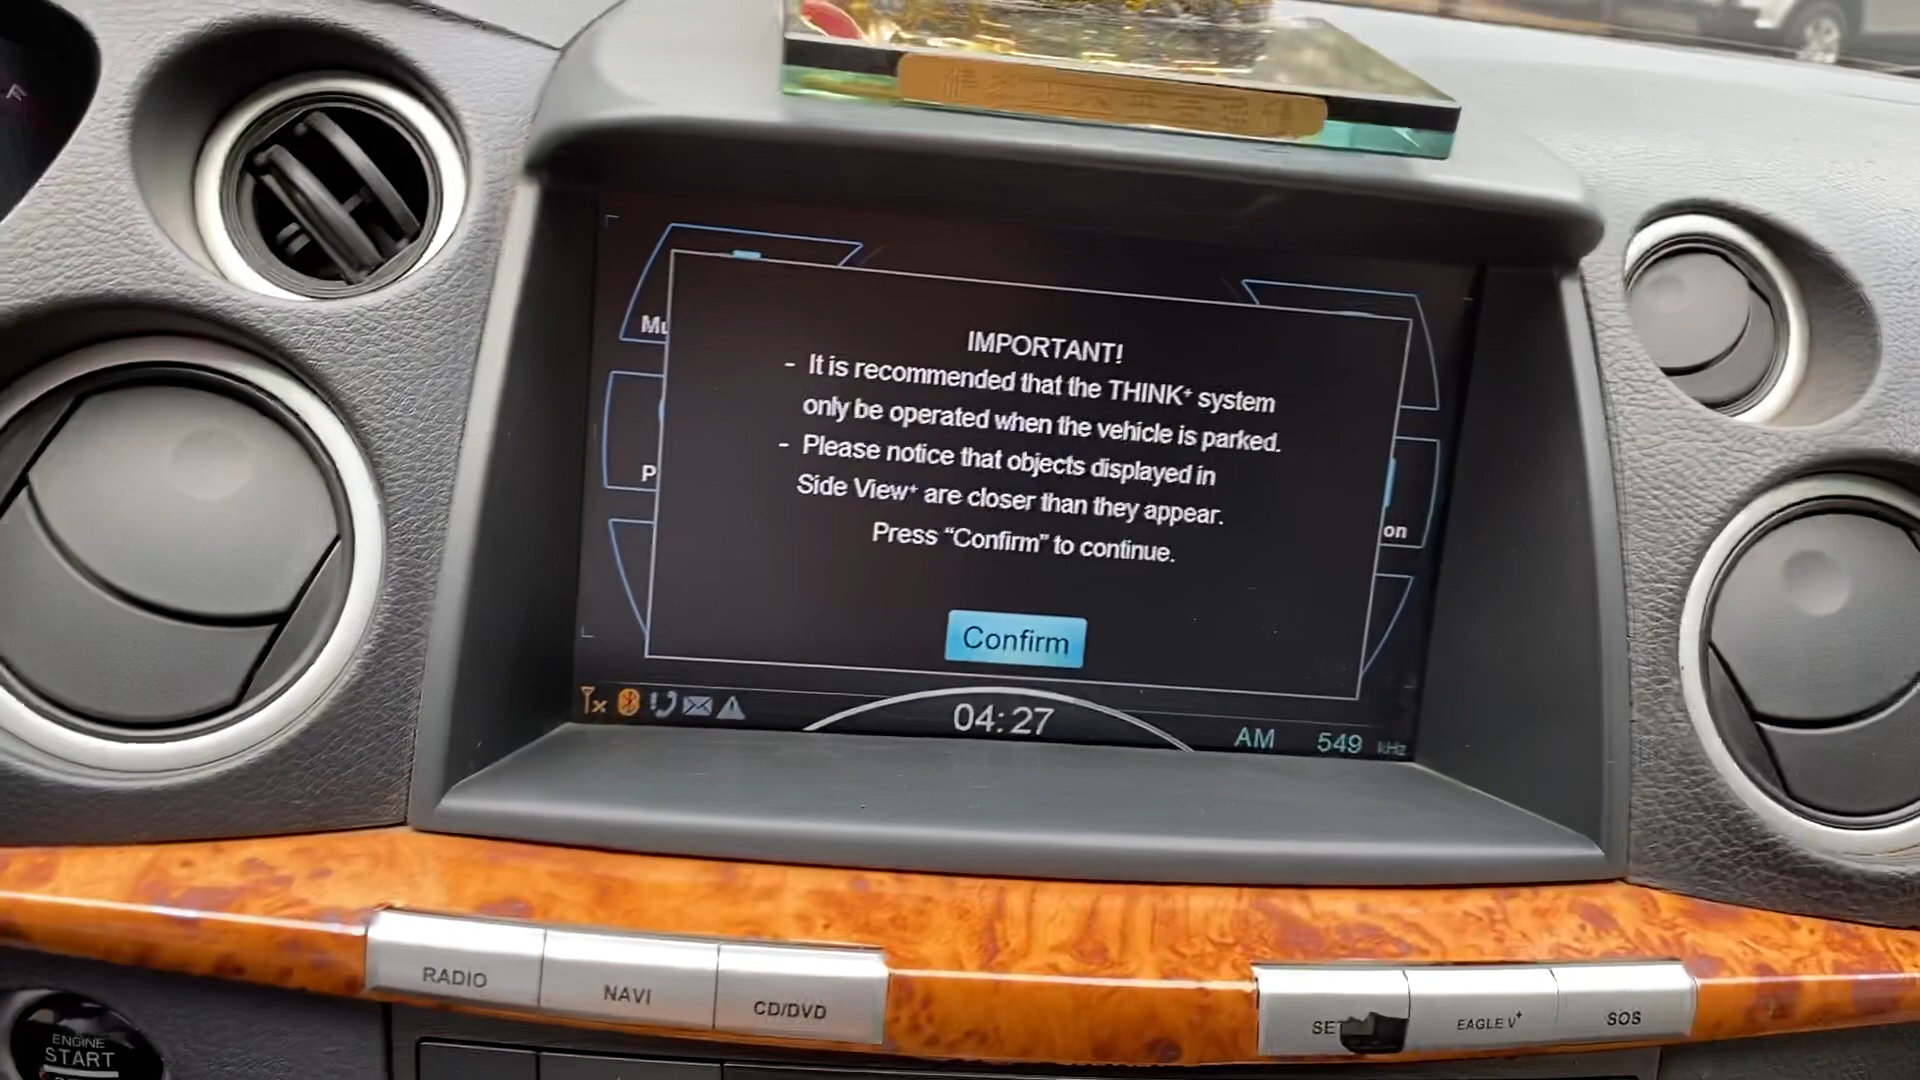 IMPORTANT!
- It is recommended that the THINK+ system
only be operated when the vehicle is parked.
- Please notice that objects displayed in
Side View+ are closer than they appear.
Press “Confirm” to continue.
Confirm
on
04:27
AM 549 kHz
RADIO
NAVI
CD/DVD
EAGLE V+
SOS
ENGINE
START